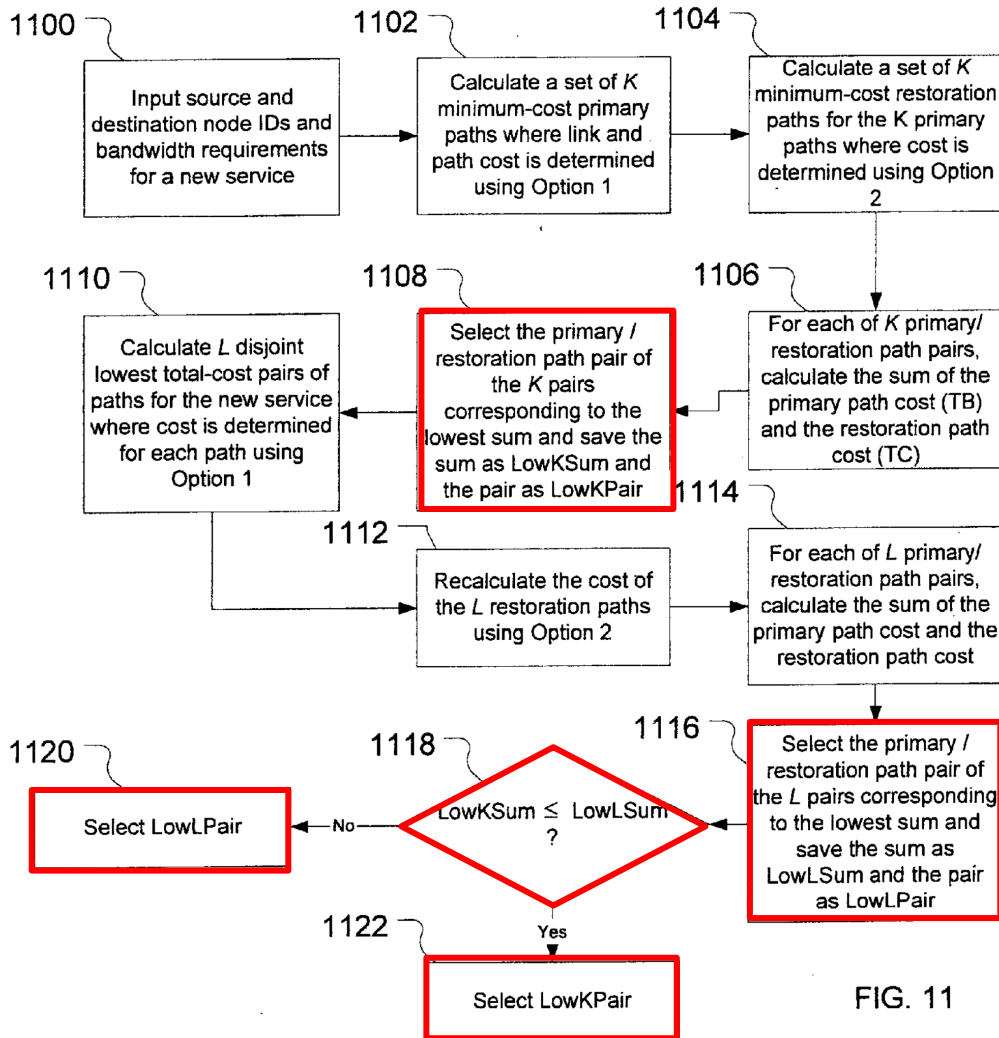 1100
Input source and
destination node IDs and
bandwidth requirements
for a new service
1102
Calculate a set of K
minimum-cost primary
paths where link and
path cost is determined
using Option 1
1104
Calculate a set of K
minimum-cost restoration
paths for the K primary
paths where cost is
determined using Option
2
1106
For each of K primary/
restoration path pairs,
calculate the sum of the
primary path cost (TB)
and the restoration path
cost (TC)
1108
Select the primary /
restoration path pair of
the K pairs
corresponding to the
lowest sum and save the
sum as LowKSum and
the pair as LowKPair
1110
Calculate L disjoint
lowest total-cost pairs of
paths for the new service
where cost is determined
for each path using
Option 1
1112
Recalculate the cost of
the L restoration paths
using Option 2
1114
For each of L primary/
restoration path pairs,
calculate the sum of the
primary path cost and the
restoration path cost
1116
Select the primary /
restoration path pair of
the L pairs corresponding
to the lowest sum and
save the sum as
LowLSum and the pair
as LowLPair
1118
LowKSum ≤ LowLSum
?
No
1120
Select LowLPair
Yes
1122
Select LowKPair
FIG. 11